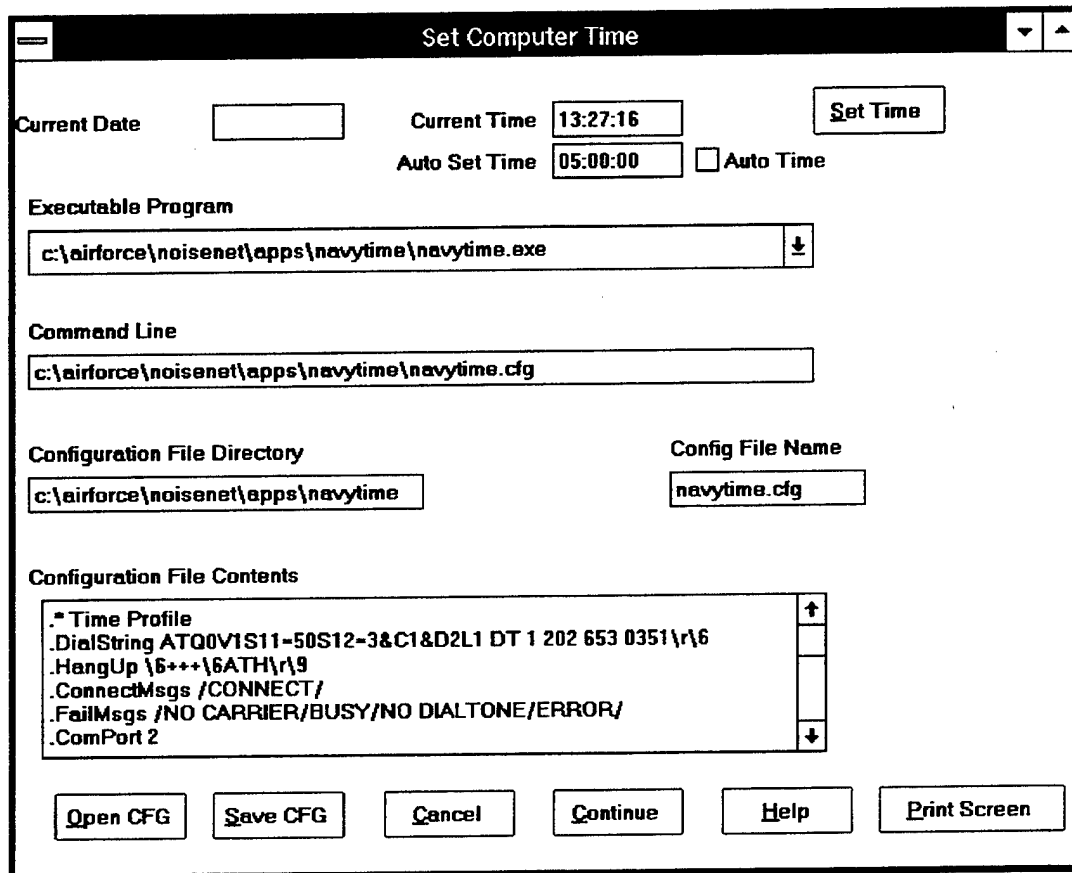 Set Computer Time
Current Date
Current Time 13:27:16
Set Time
Auto Set Time 05:00:00 Auto Time
Executable Program
c:\airforce\noisenet\apps\navytime\navytime.exe
Command Line
c:\airforce\noisenet\apps\navytime\navytime.cfg
Configuration File Directory
Config File Name
c:\airforce\noisenet\apps\navytime
navytime.cfg
Configuration File Contents
.* Time Profile
.DialString ATQ0V1S11=50S12=3&C1&D2L1 DT 1 202 653 0351\r\6
.HangUp \6+++\6ATH\r\9
.ConnectMsgs /CONNECT/
.FailMsgs /NO CARRIER/BUSY/NO DIALTONE/ERROR/
.ComPort 2
Open CFG Save CFG Cancel Continue Help Print Screen